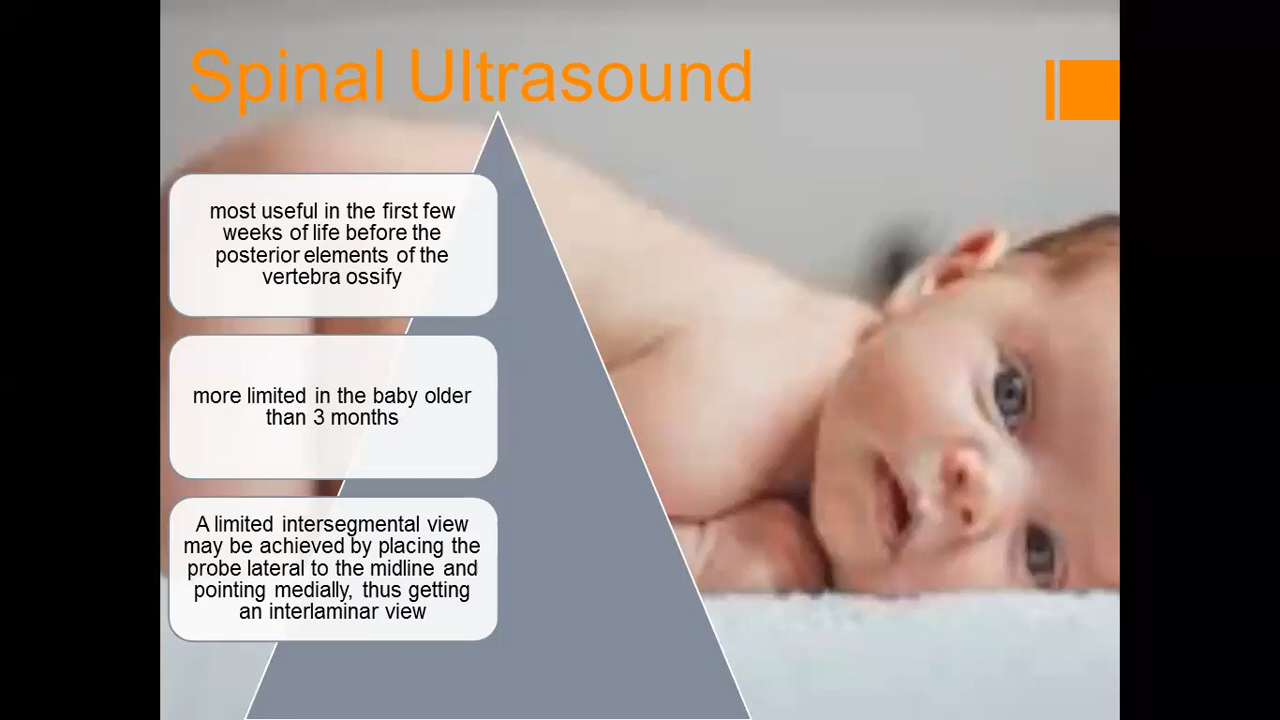 Spinal Ultrasound
most useful in the first few
weeks of life before the
posterior elements of the
vertebra ossify
more limited in the baby older
than 3 months
A limited intersegmental view
may be achieved by placing the
probe lateral to the midline and
pointing medially, thus getting
an interlaminar view